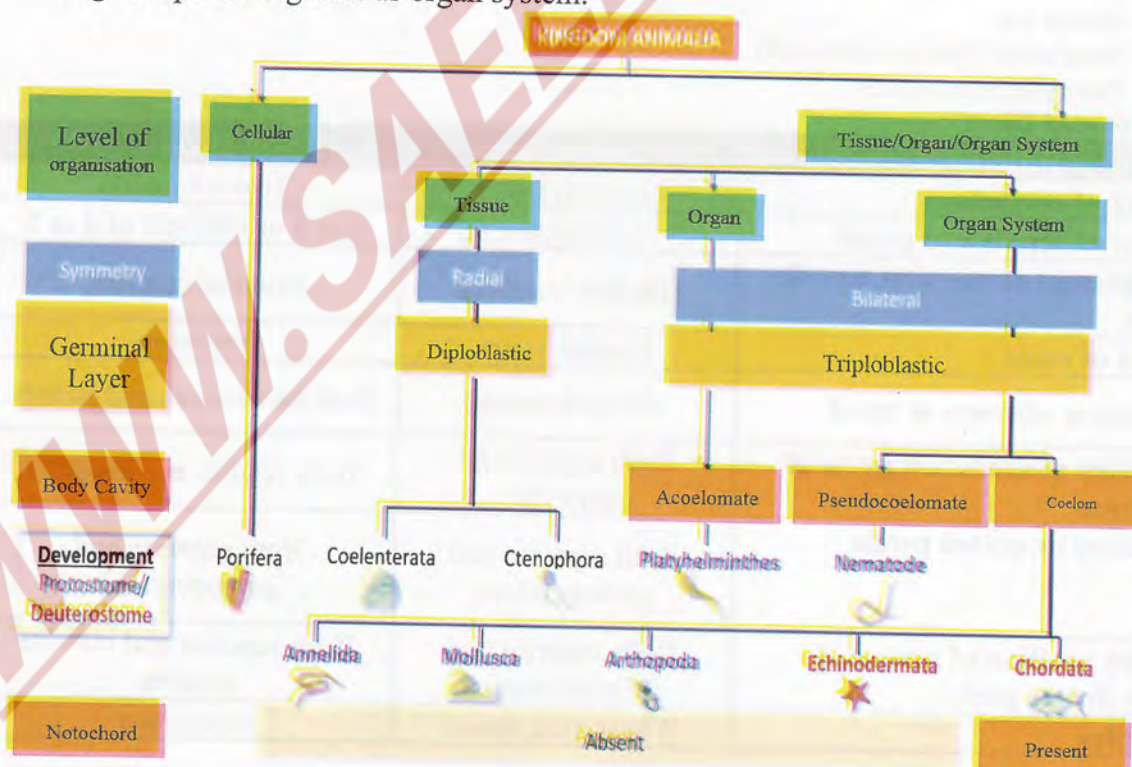 organ system.
KINGDOM ANIMALIA
Level of
organisation
Cellular
Tissue/Organ/Organ System
Tissue
Organ
Organ System
Symmetry
Radial
Bilateral
Germinal
Layer
Diploblastic
Triploblastic
Body Cavity
Acoelomate
Pseudocoelomate
Coelom
Development
Protostome/
Deuterostome
Porifera
Coelenterata
Ctenophora
Platyhelminthes
Nematode
Annelida
Mollusca
Arthopoda
Echinodermata
Chordata
Notochord
Absent
Present
WWW.SAE